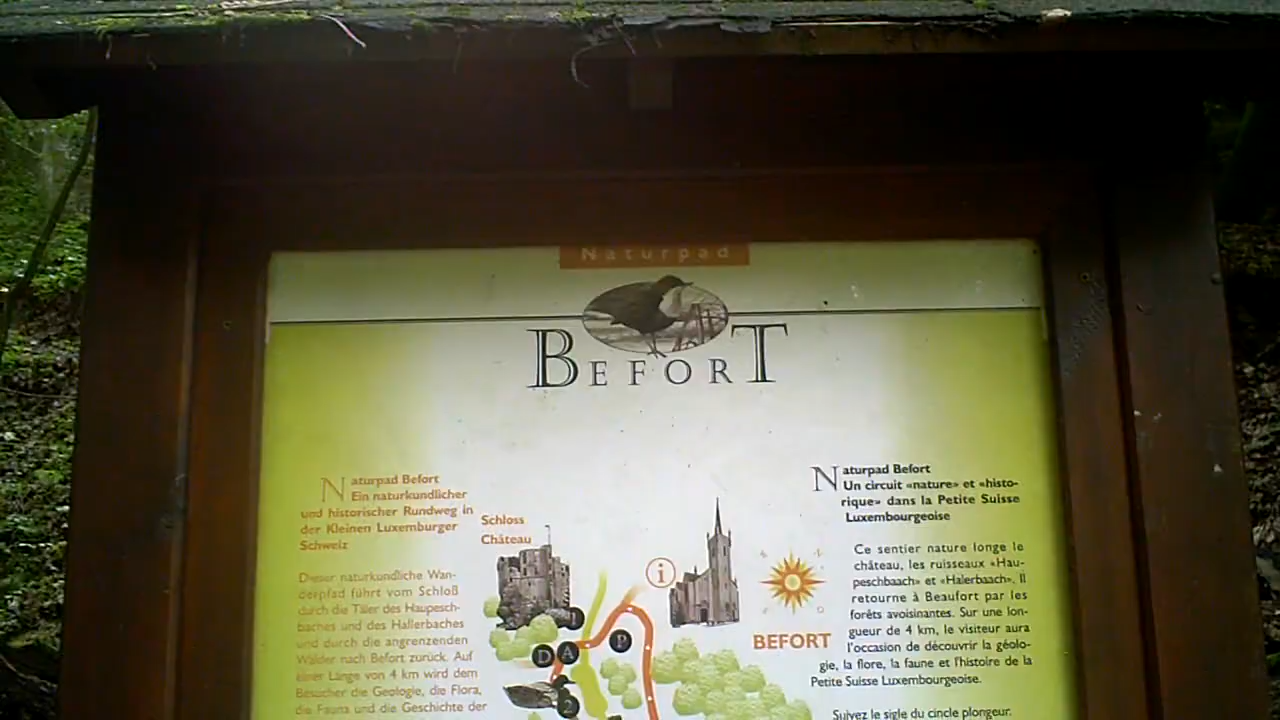 Naturpad
BEFORT
Naturpad Befort
Ein naturkundlicher
und historischer Rundweg in
der Kleinen Luxemburger
Schweiz
Dieser naturkundliche Wan-
derpfad führt vom Schloß
durch die Täler des Haupesch-
baches und des Hallerbaches
und durch die angrenzenden
Wälder nach Befort zurück. Auf
einer Länge von 4 km wird dem
Besucher die Geologie, die Flora,
die Fauna und die Geschichte der
Schloss
Château
i
P
D A
2
BEFORT
Naturpad Befort
Un circuit «nature» et «histo-
rique» dans la Petite Suisse
Luxembourgeoise
Ce sentier nature longe le
château, les ruisseaux «Hau-
peschbaach» et «Halerbaach». Il
retourne à Beaufort par les
forêts avoisinantes. Sur une lon-
gueur de 4 km, le visiteur aura
l'occasion de découvrir la géolo-
gie, la flore, la faune et l'histoire de la
Petite Suisse Luxembourgeoise.
Suivez le sigle du cincle plongeur.